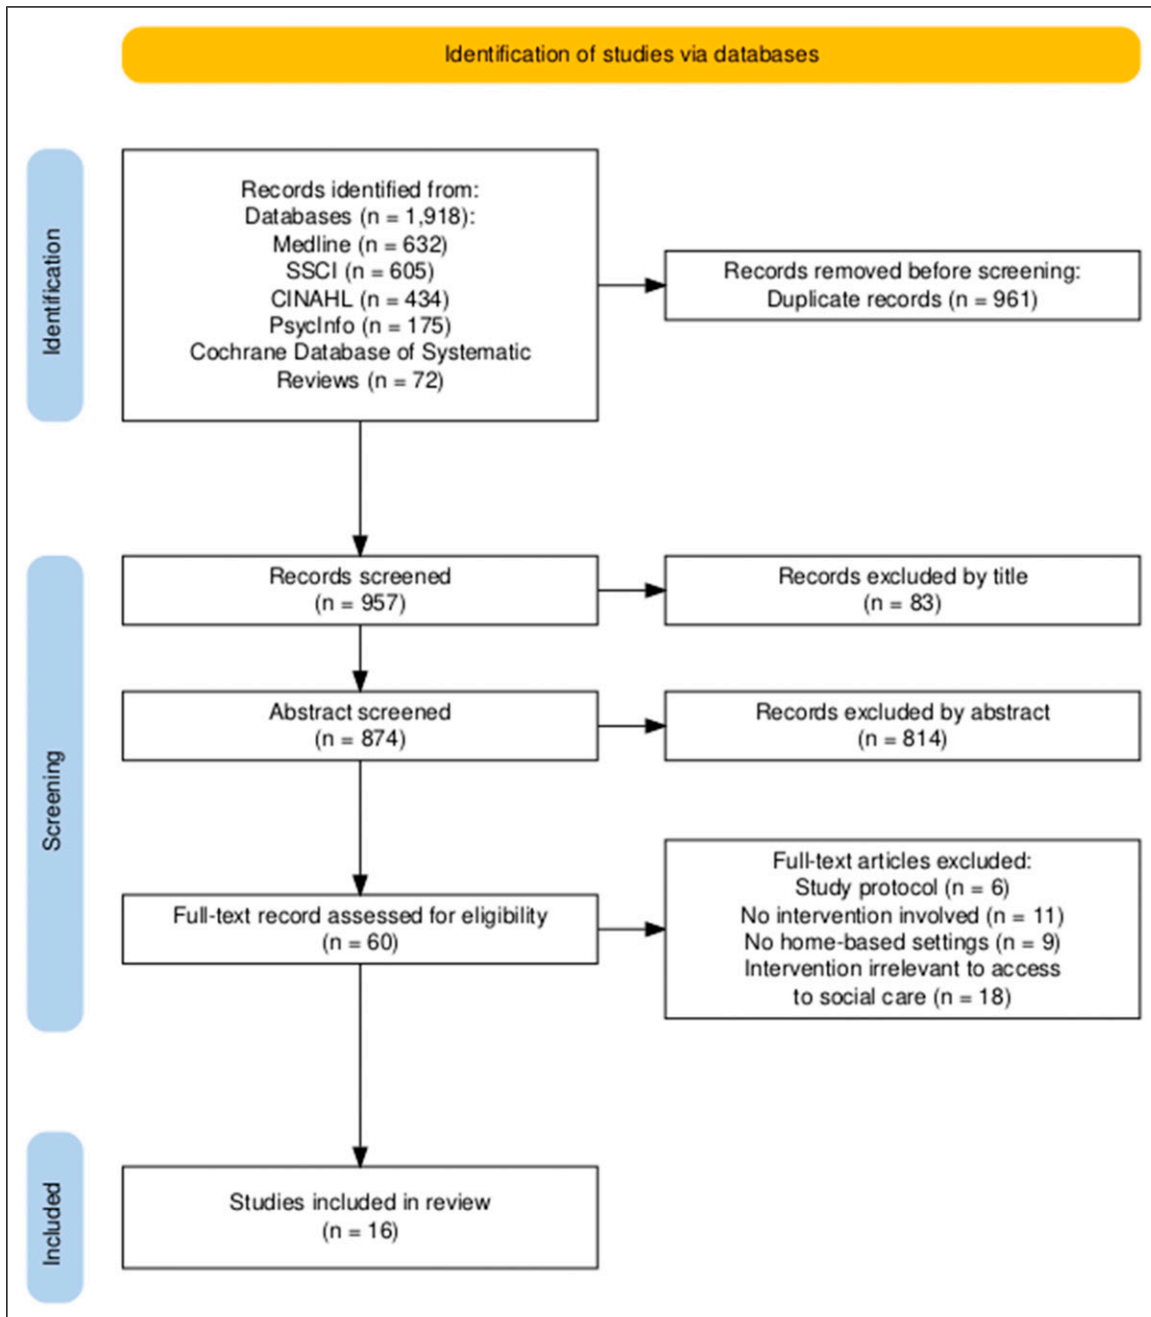 Identification of studies via databases
Identification
Records identified from:
Databases (n = 1,918):
Medline (n = 632)
SSCI (n = 605)
CINAHL (n = 434)
PsycInfo (n = 175)
Cochrane Database of Systematic
Reviews (n = 72)
Records removed before screening:
Duplicate records (n = 961)
Screening
Records screened
(n = 957)
Records excluded by title
(n = 83)
Abstract screened
(n = 874)
Records excluded by abstract
(n = 814)
Full-text record assessed for eligibility
(n = 60)
Full-text articles excluded:
Study protocol (n = 6)
No intervention involved (n = 11)
No home-based settings (n = 9)
Intervention irrelevant to access
to social care (n = 18)
Included
Studies included in review
(n = 16)